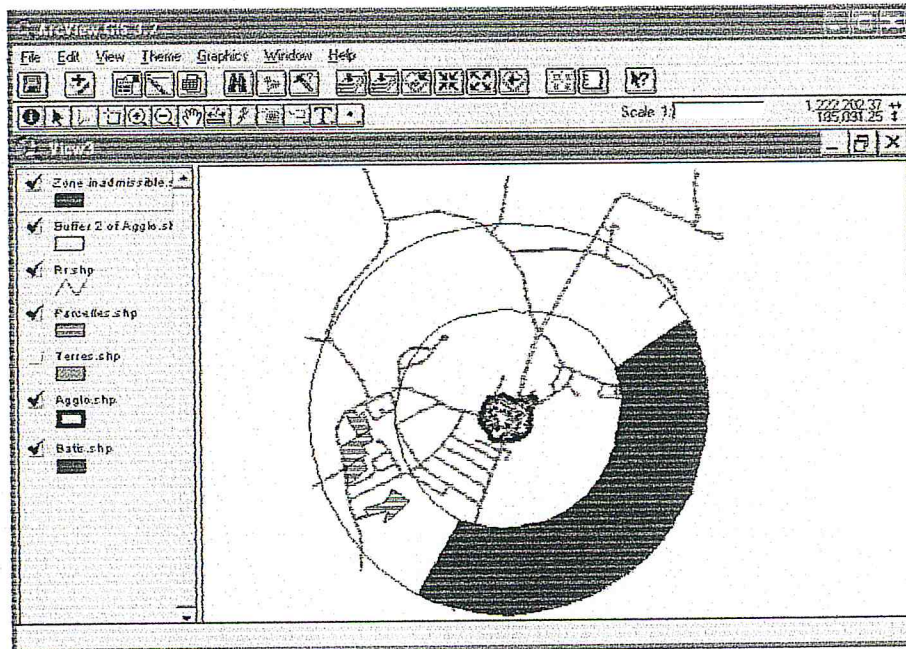 ArcView GIS 3.2
File Edit View Theme Graphics Window Help
Scale 1: 1,222,202.37
185,031.25
View3
Zone inadmissible.s
Buffer 2 of Agglo.sh
Rr.shp
Parcelles.shp
Terres.shp
Agglo.shp
Batis.shp